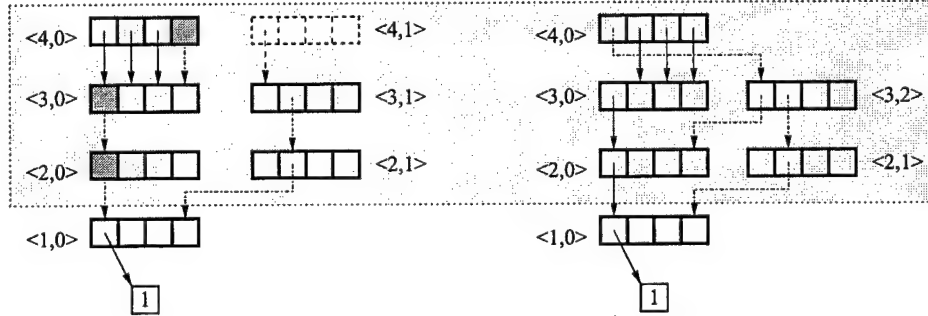 <4,0> <4,1> <4,0>
<3,0> <3,1> <3,0> <3,2>
<2,0> <2,1> <2,0> <2,1>
<1,0> <1,0>
1 1